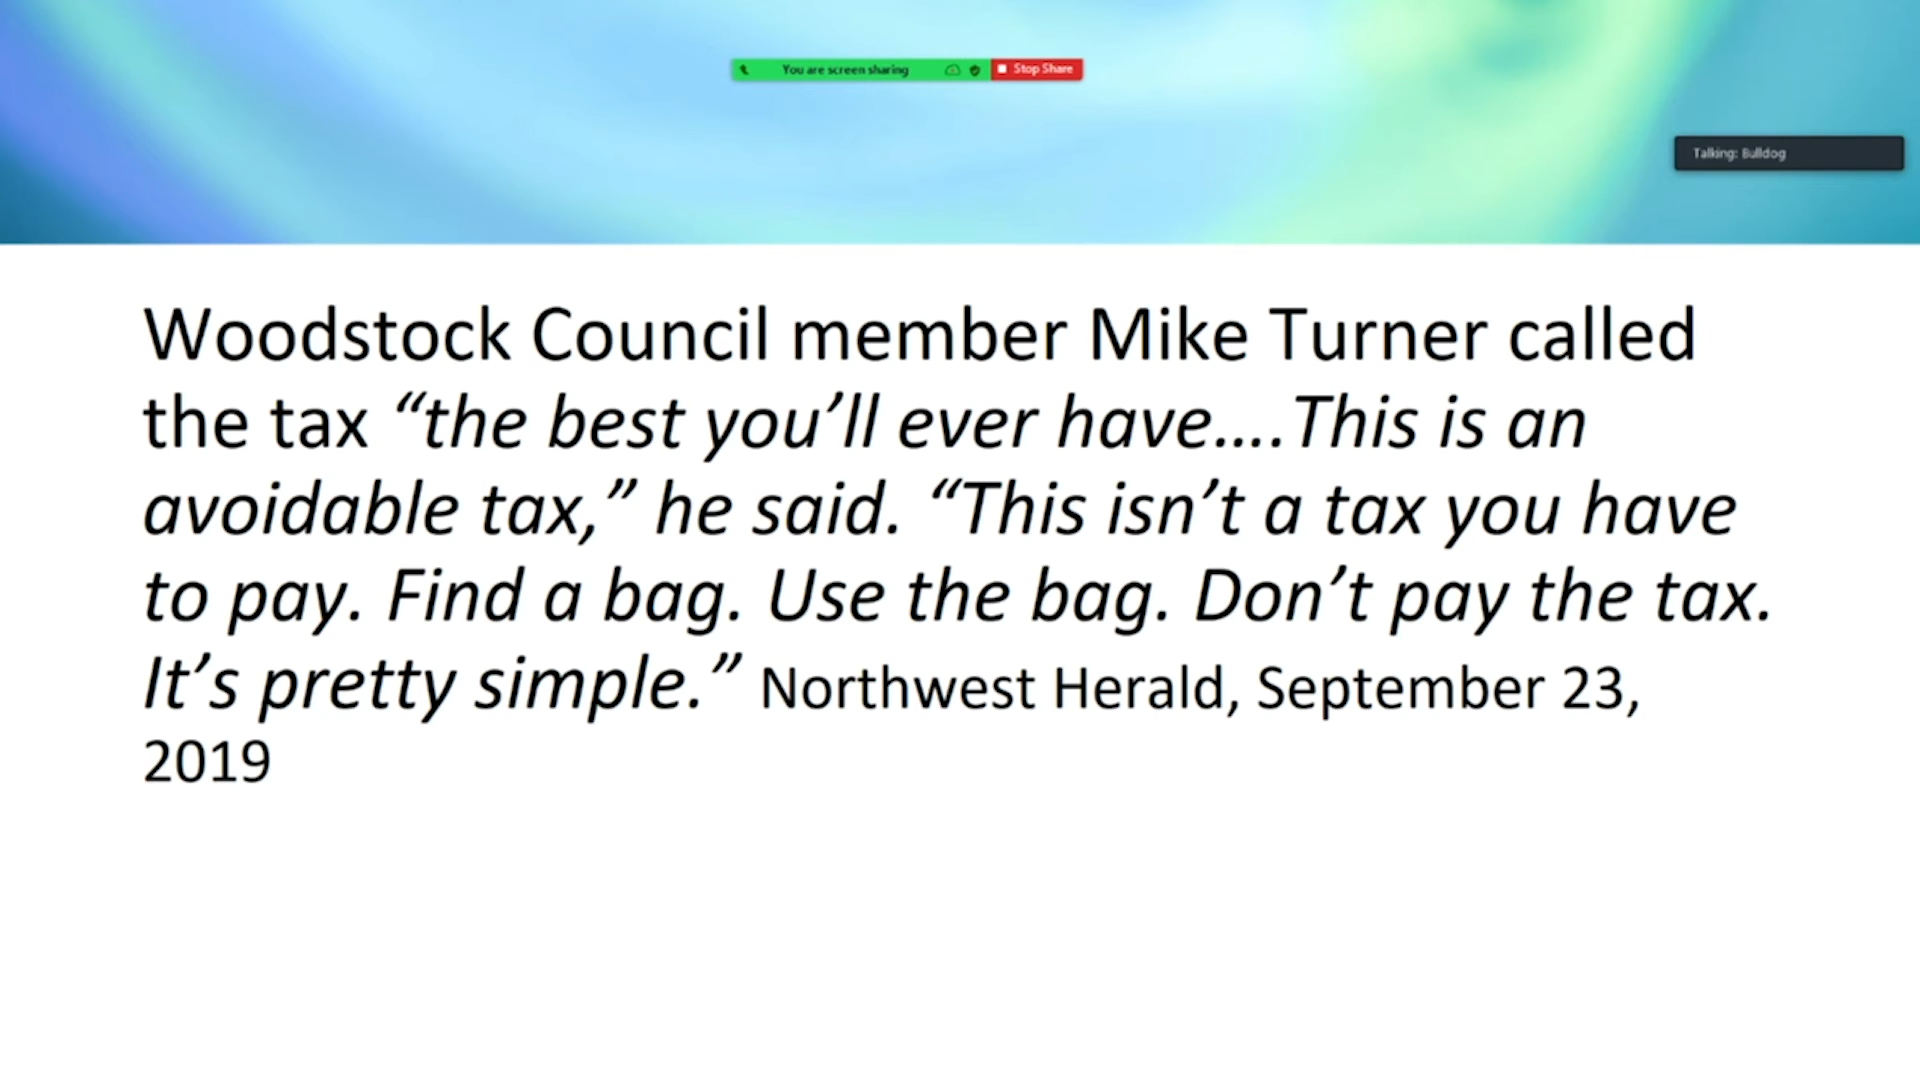 You are screen sharing
Stop Share
Talking: Bulldog
Woodstock Council member Mike Turner called
the tax “the best you’ll ever have….This is an
avoidable tax,” he said. “This isn’t a tax you have
to pay. Find a bag. Use the bag. Don’t pay the tax.
It’s pretty simple.” Northwest Herald, September 23,
2019